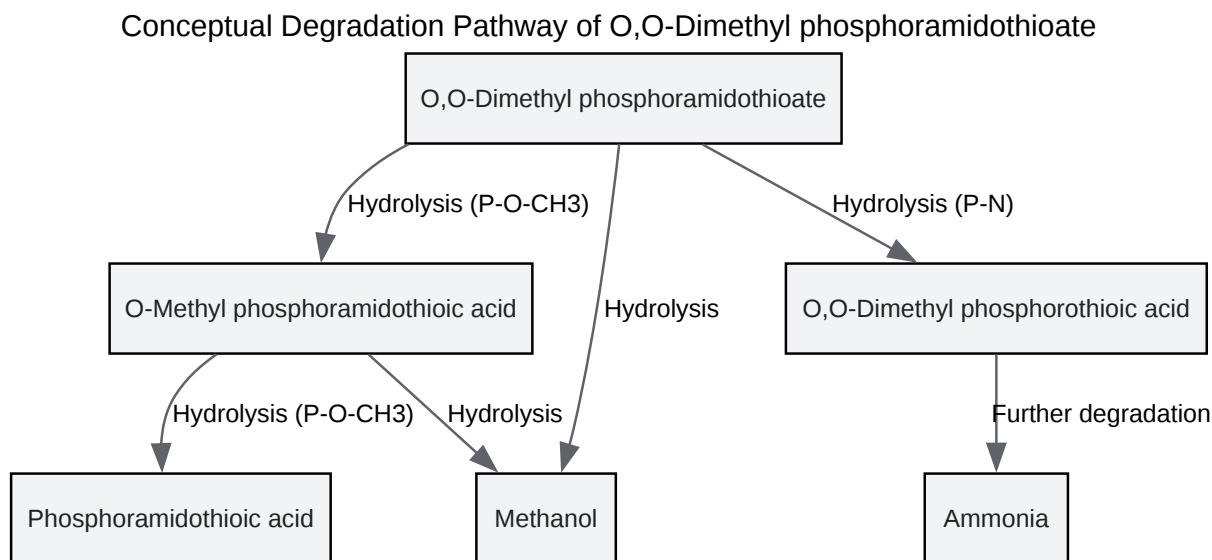 Conceptual Degradation Pathway of O,O-Dimethyl phosphoramidothioate
O,O-Dimethyl phosphoramidothioate
Hydrolysis (P-O-CH3)
Hydrolysis (P-N)
O-Methyl phosphoramidothioic acid
Hydrolysis
O,O-Dimethyl phosphorothioic acid
Hydrolysis (P-O-CH3)
Hydrolysis
Further degradation
Phosphoramidothioic acid
Methanol
Ammonia